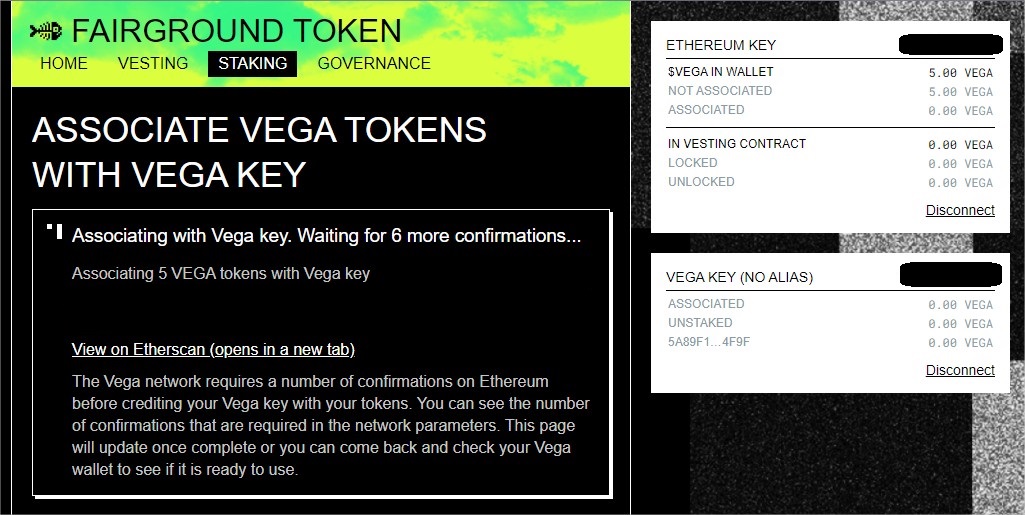 FAIRGROUND TOKEN
HOME VESTING STAKING GOVERNANCE
ASSOCIATE VEGA TOKENS
WITH VEGA KEY
Associating with Vega key. Waiting for 6 more confirmations...
Associating 5 VEGA tokens with Vega key
View on Etherscan (opens in a new tab)
The Vega network requires a number of confirmations on Ethereum
before crediting your Vega key with your tokens. You can see the number
of confirmations that are required in the network parameters. This page
will update once complete or you can come back and check your Vega
wallet to see if it is ready to use.
ETHEREUM KEY
$VEGA IN WALLET 5.00 VEGA
NOT ASSOCIATED 5.00 VEGA
ASSOCIATED 0.00 VEGA
IN VESTING CONTRACT 0.00 VEGA
LOCKED 0.00 VEGA
UNLOCKED 0.00 VEGA
Disconnect
VEGA KEY (NO ALIAS)
ASSOCIATED 0.00 VEGA
UNSTAKED 0.00 VEGA
5A89F1...4F9F 0.00 VEGA
Disconnect